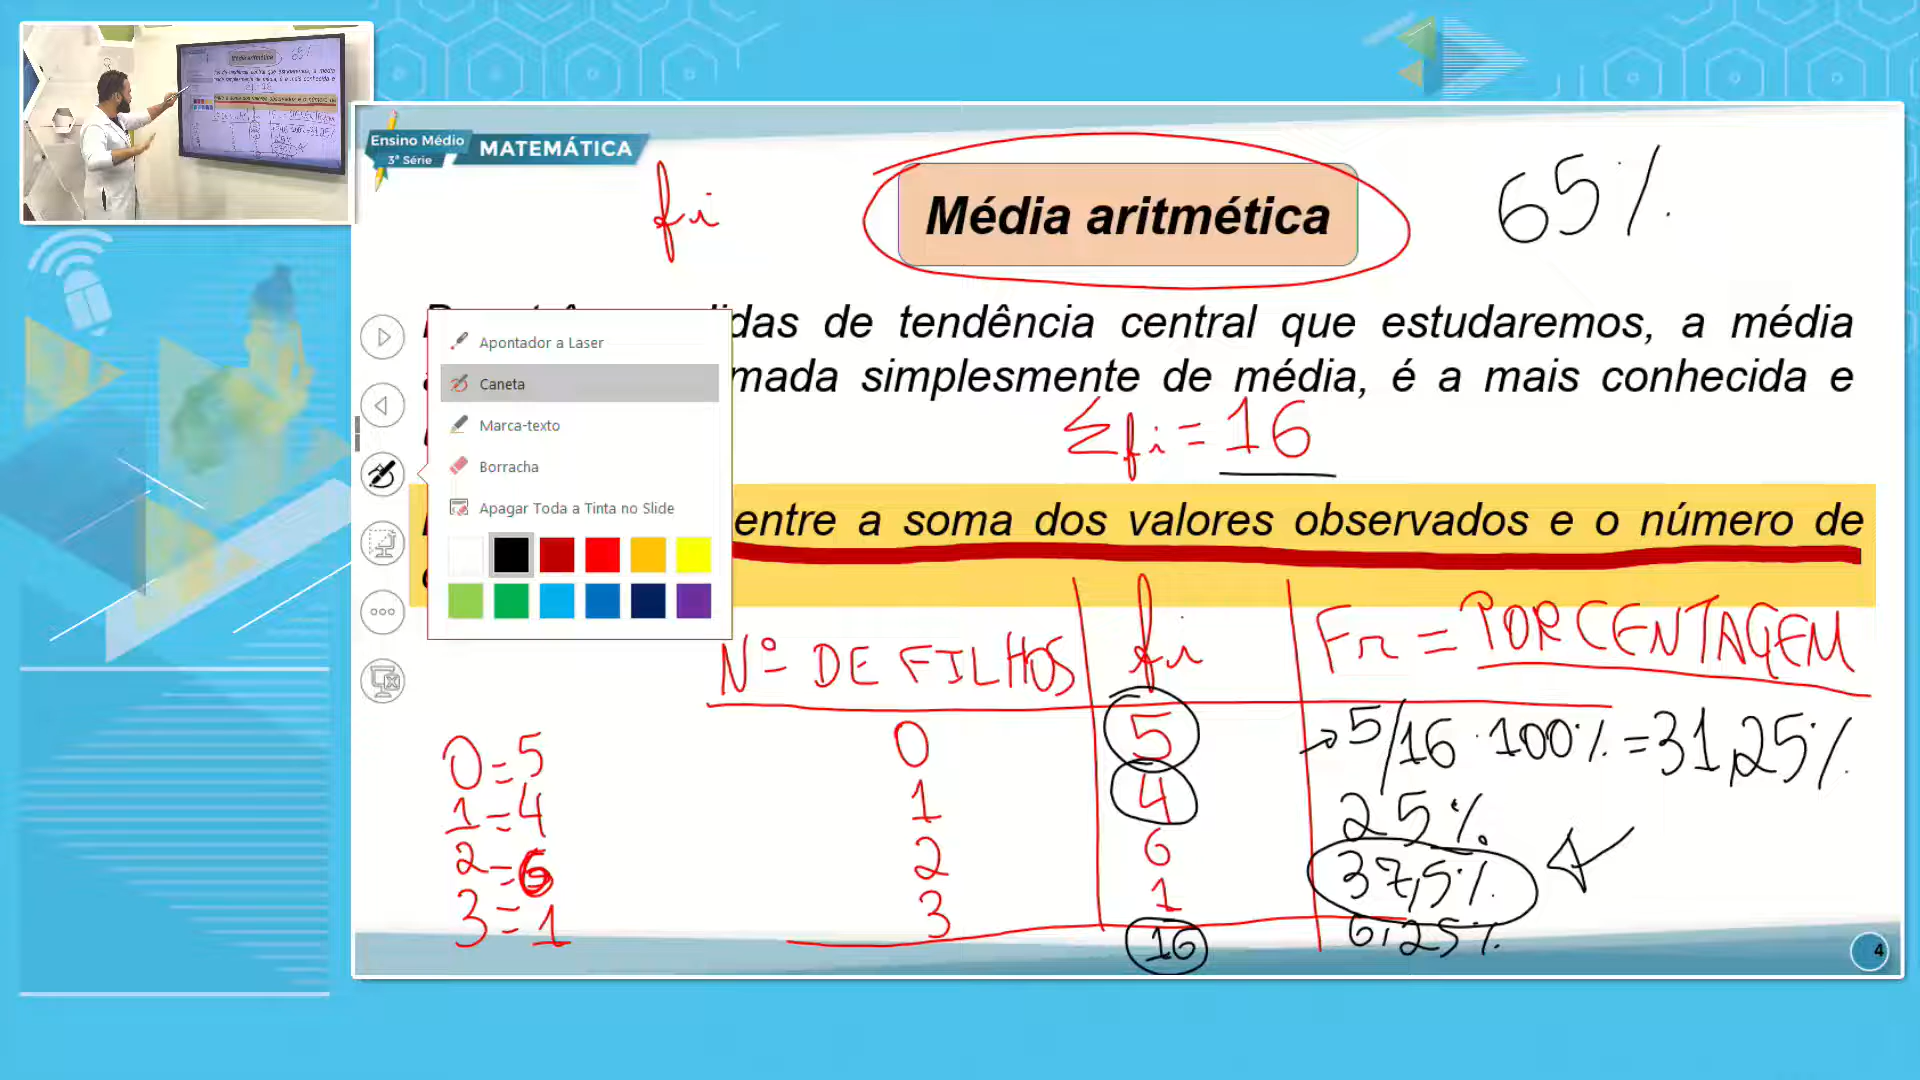 Ensino Médio
3ª Série
MATEMÁTICA
fi
Média aritmética
65%
das de tendência central que estudaremos, a média
mada simplesmente de média, é a mais conhecida e
Σfi = 16
entre a soma dos valores observados e o número de
Apontador a Laser
Caneta
Marca-texto
Borracha
Apagar Toda a Tinta no Slide
Nº DE FILHOS fi Fr = PORCENTAGEM
0 5 → 5/16 · 100% = 31,25%
1 4 25%
2 6 37,5%
3 1 6,25%
16
0 = 5
1 = 4
2 = 6
3 = 1
4